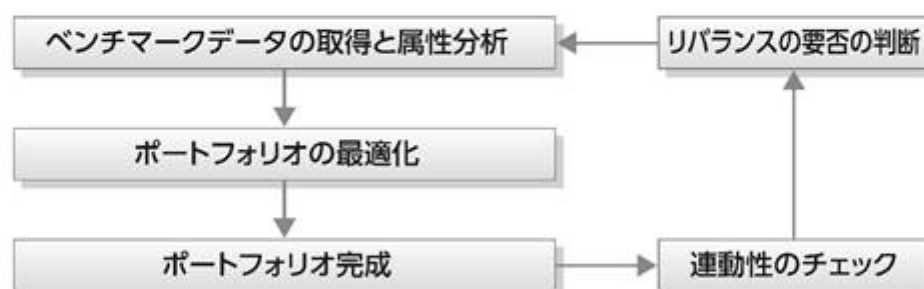 ベンチマークデータの取得と属性分析
リバランスの要否の判断
ポートフォリオの最適化
ポートフォリオ完成
連動性のチェック